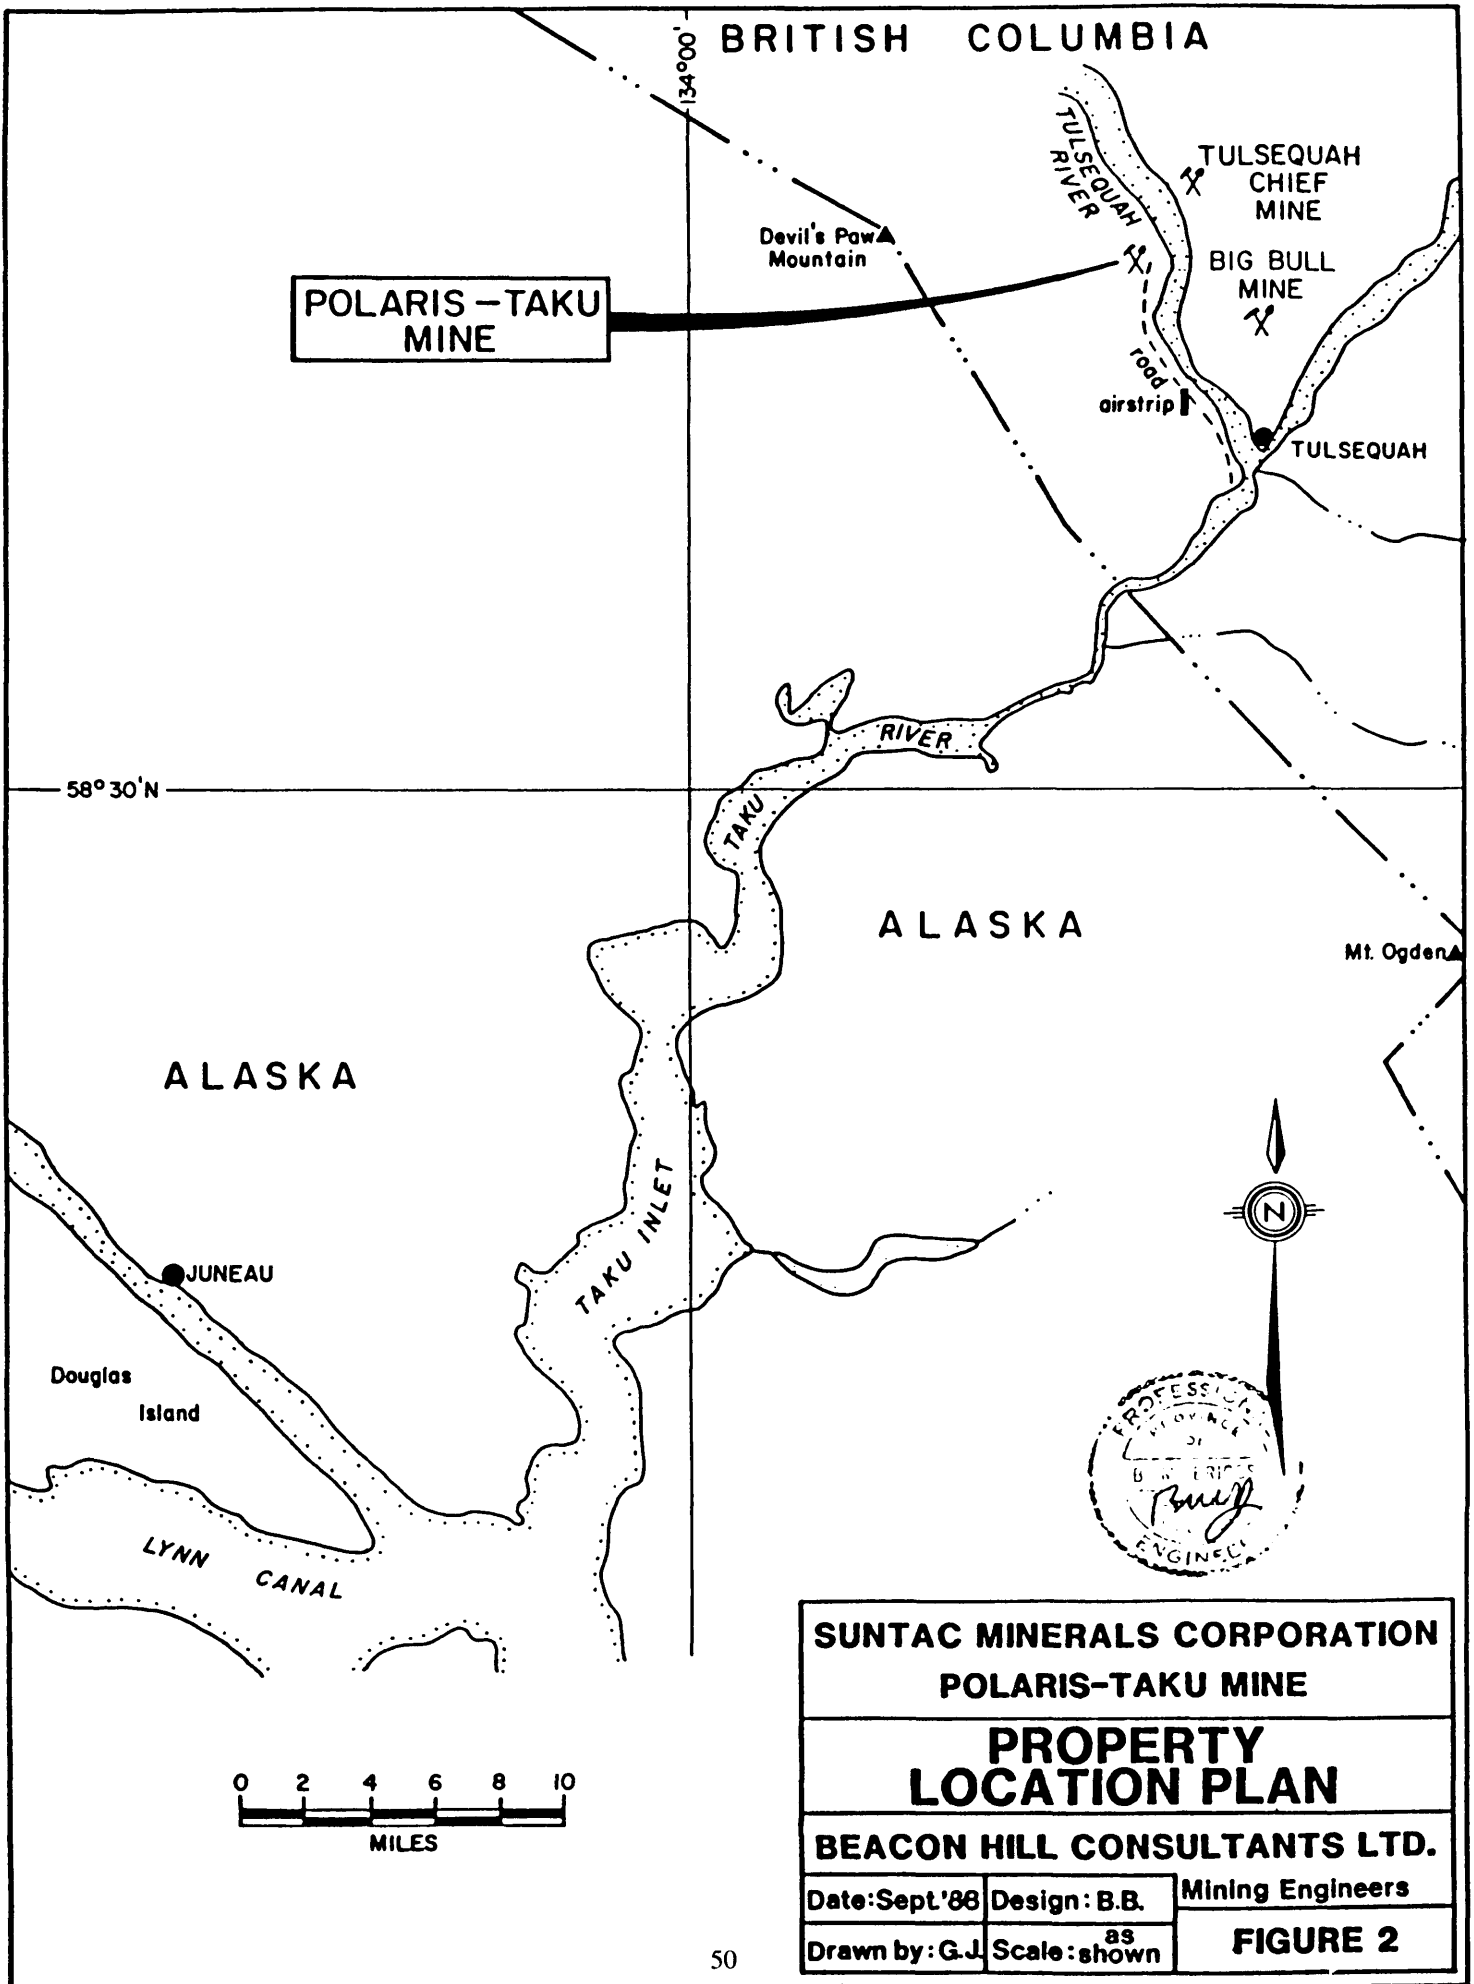 BRITISH COLUMBIA
134°00'
TULSEQUAH
RIVER
TULSEQUAH
CHIEF
MINE
Devil's Paw
Mountain
BIG BULL
MINE
POLARIS – TAKU
MINE
road
airstrip
TULSEQUAH
RIVER
58° 30' N
TAKU
ALASKA
Mt. Ogden
ALASKA
TAKU INLET
N
JUNEAU
Douglas
Island
PROVINCE
OF
ENGINEER
LYNN CANAL
SUNTAC MINERALS CORPORATION
POLARIS-TAKU MINE
PROPERTY
LOCATION PLAN
0 2 4 6 8 10
MILES
BEACON HILL CONSULTANTS LTD.
Date: Sept.'88 Design: B.B. Mining Engineers
Drawn by: G.J. Scale: as shown FIGURE 2
50